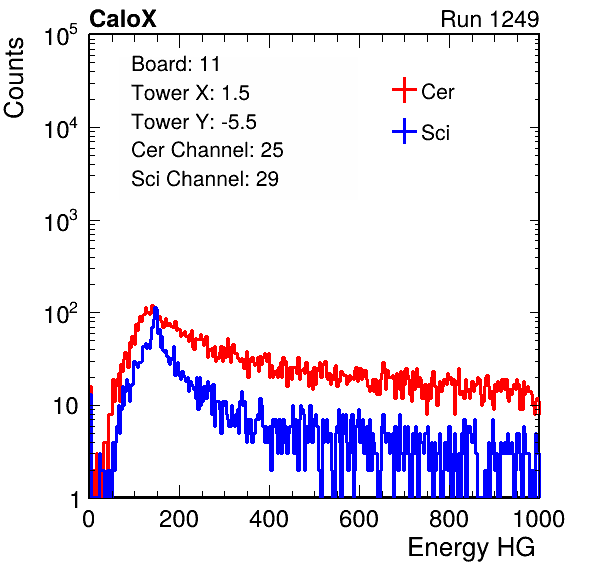 CaloX Run 1249
Counts
10^5
10^4
10^3
10^2
10
1
Board: 11
Tower X: 1.5
Tower Y: -5.5
Cer Channel: 25
Sci Channel: 29
Cer
Sci
0 200 400 600 800 1000
Energy HG